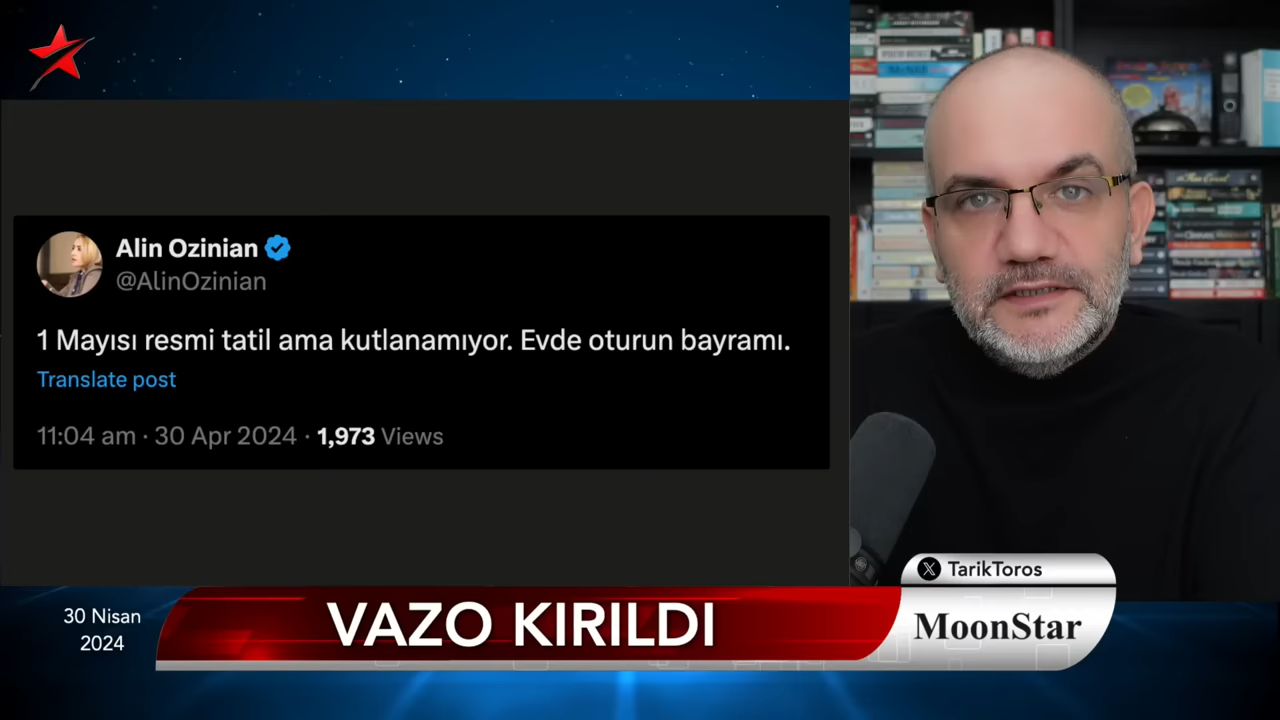 Alin Ozinian
@AlinOzinian
1 Mayısı resmi tatil ama kutlanamıyor. Evde oturun bayramı.
Translate post
11:04 am · 30 Apr 2024 · 1,973 Views
X TarikToros
30 Nisan
2024
VAZO KIRILDI
MoonStar